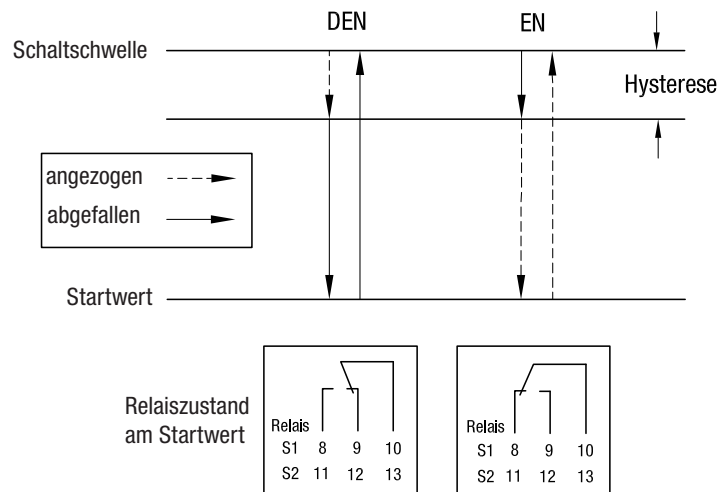 DEN EN
Schaltschwelle
Hysterese
angezogen
abgefallen
Startwert
Relaiszustand
am Startwert
Relais
S1 8 9 10
S2 11 12 13
Relais
S1 8 9 10
S2 11 12 13